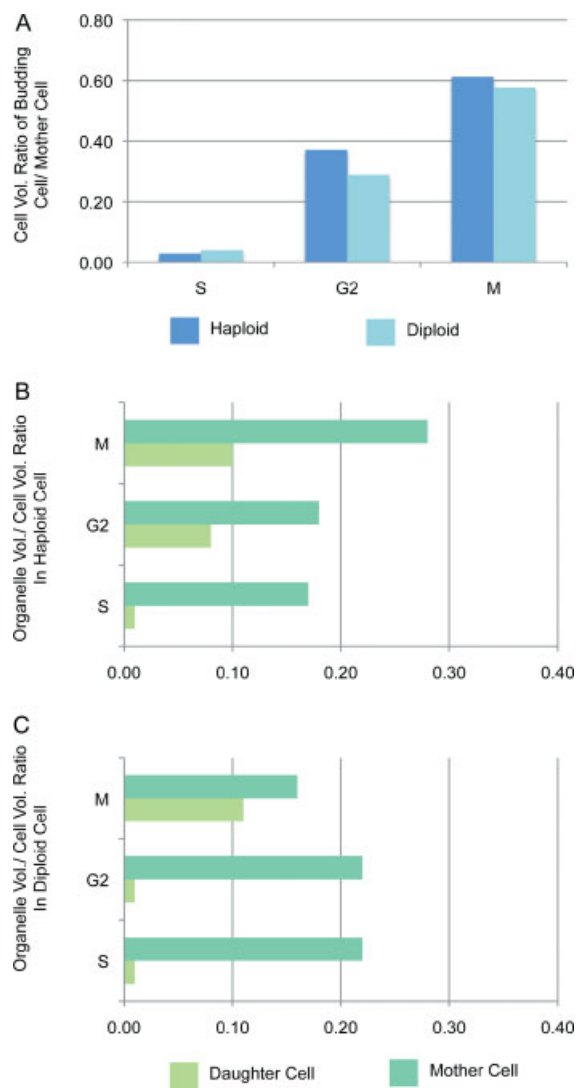 A
Cell Vol. Ratio of Budding
Cell/ Mother Cell
0.80
0.60
0.40
0.20
0.00
S G2 M
Haploid Diploid
B
Organelle Vol./ Cell Vol. Ratio
In Haploid Cell
M
G2
S
0.00 0.10 0.20 0.30 0.40
C
Organelle Vol./ Cell Vol. Ratio
In Diploid Cell
M
G2
S
0.00 0.10 0.20 0.30 0.40
Daughter Cell Mother Cell